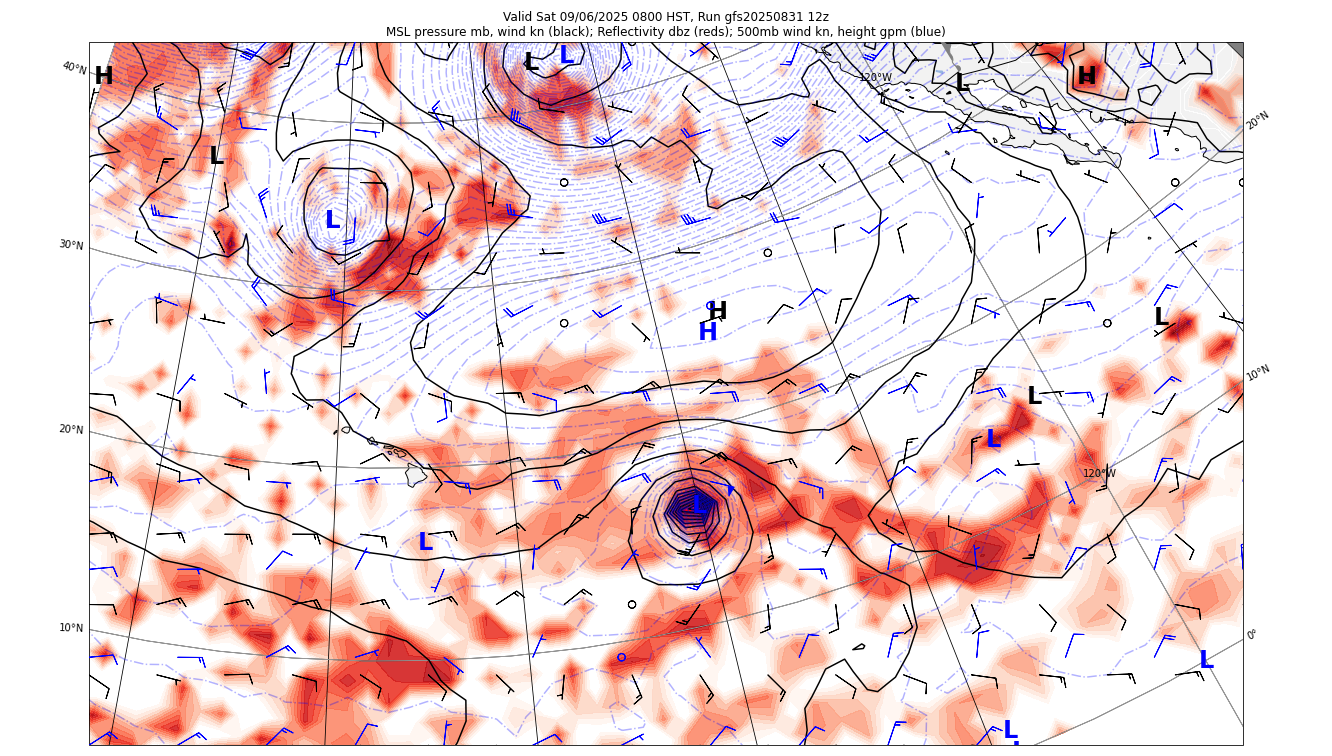 Valid Sat 09/06/2025 0800 HST, Run gfs20250831 12z
MSL pressure mb, wind kn (black); Reflectivity dbz (reds); 500mb wind kn, height gpm (blue)
L L
40°N H 120°W L H
20°N
L
L
30°N
H L
H
10°N
L
20°N L
120°W
L
L
10°N
0°
L
L